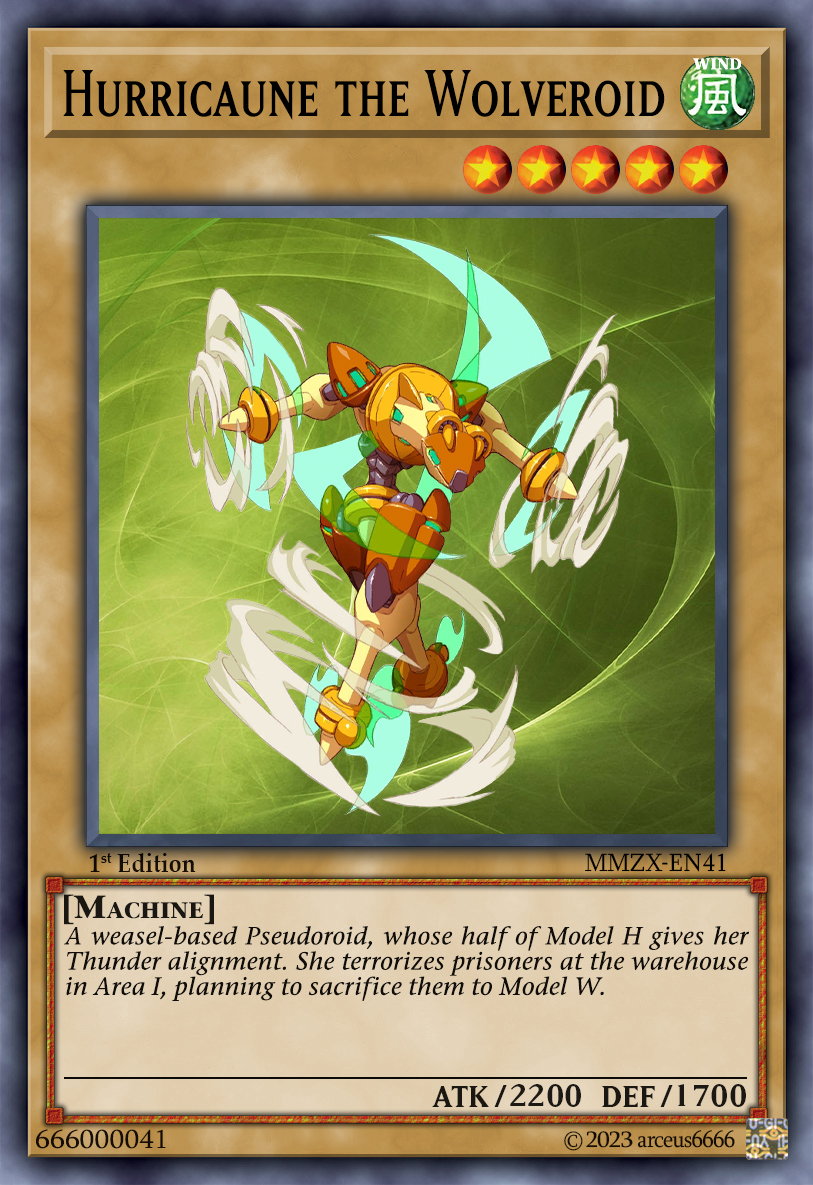 Hurricaune the Wolveroid
WIND
風
1st Edition
MMZX-EN41
[Machine]
A weasel-based Pseudoroid, whose half of Model H gives her
Thunder alignment. She terrorizes prisoners at the warehouse
in Area I, planning to sacrifice them to Model W.
ATK/2200 DEF/1700
666000041
©2023 arceus6666